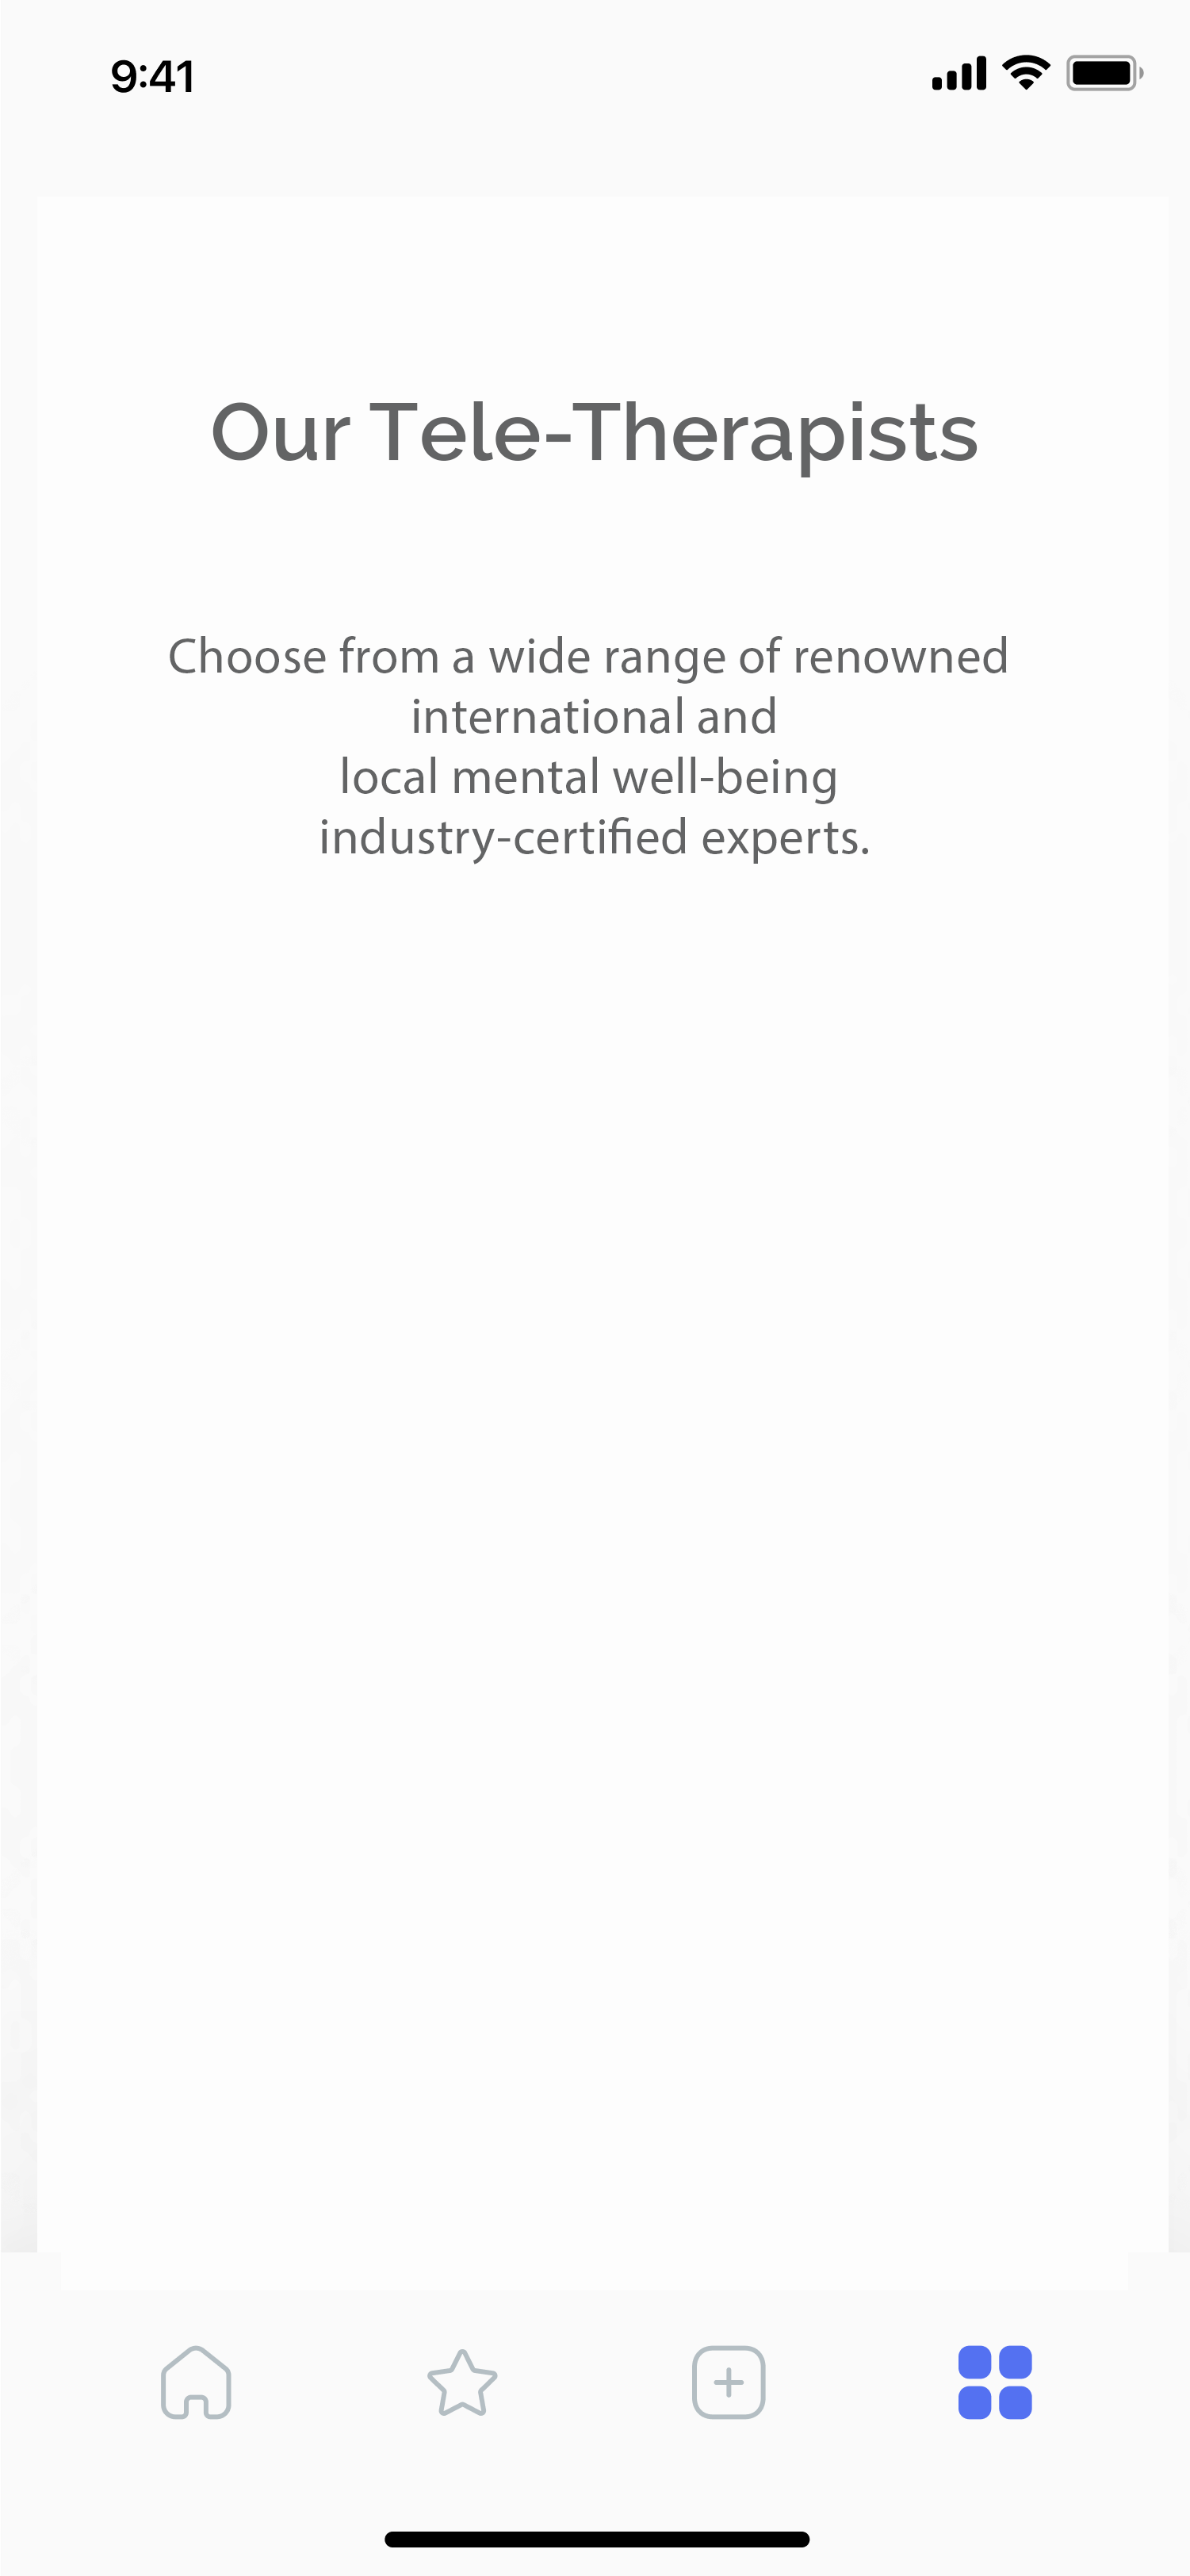 9:41
Our Tele-Therapists
Choose from a wide range of renowned
international and
local mental well-being
industry-certified experts.